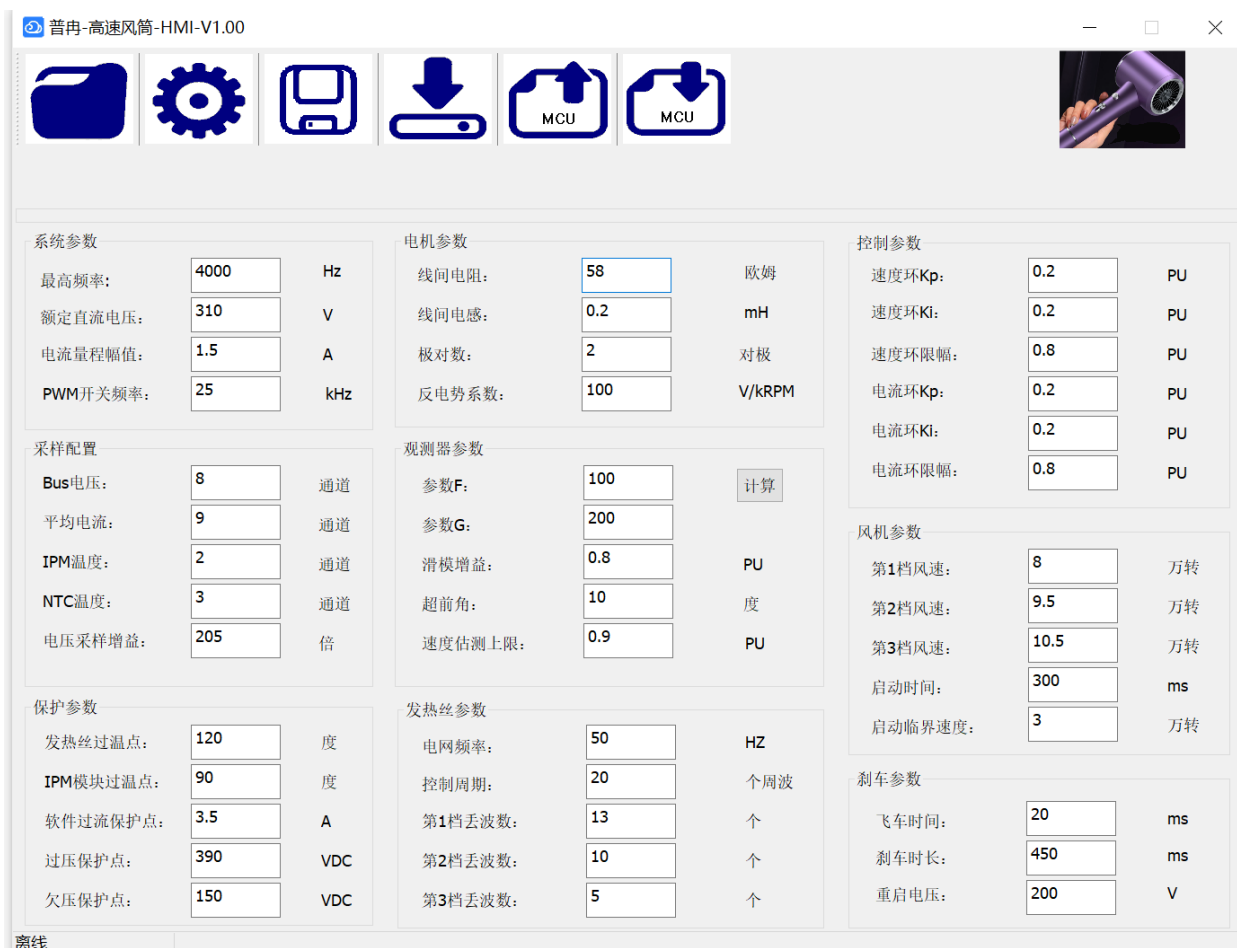 普冉-高速风筒-HMI-V1.00
MCU
MCU
系统参数
最高频率: 4000 Hz
额定直流电压: 310 V
电流量程幅值: 1.5 A
PWM开关频率: 25 kHz
采样配置
Bus电压: 8 通道
平均电流: 9 通道
IPM温度: 2 通道
NTC温度: 3 通道
电压采样增益: 205 倍
保护参数
发热丝过温点: 120 度
IPM模块过温点: 90 度
软件过流保护点: 3.5 A
过压保护点: 390 VDC
欠压保护点: 150 VDC
电机参数
线间电阻: 58 欧姆
线间电感: 0.2 mH
极对数: 2 对极
反电势系数: 100 V/kRPM
观测器参数
参数F: 100 计算
参数G: 200
滑模增益: 0.8 PU
超前角: 10 度
速度估测上限: 0.9 PU
发热丝参数
电网频率: 50 HZ
控制周期: 20 个周波
第1档丢波数: 13 个
第2档丢波数: 10 个
第3档丢波数: 5 个
控制参数
速度环Kp: 0.2 PU
速度环Ki: 0.2 PU
速度环限幅: 0.8 PU
电流环Kp: 0.2 PU
电流环Ki: 0.2 PU
电流环限幅: 0.8 PU
风机参数
第1档风速: 8 万转
第2档风速: 9.5 万转
第3档风速: 10.5 万转
启动时间: 300 ms
启动临界速度: 3 万转
刹车参数
飞车时间: 20 ms
刹车时长: 450 ms
重启电压: 200 V
离线